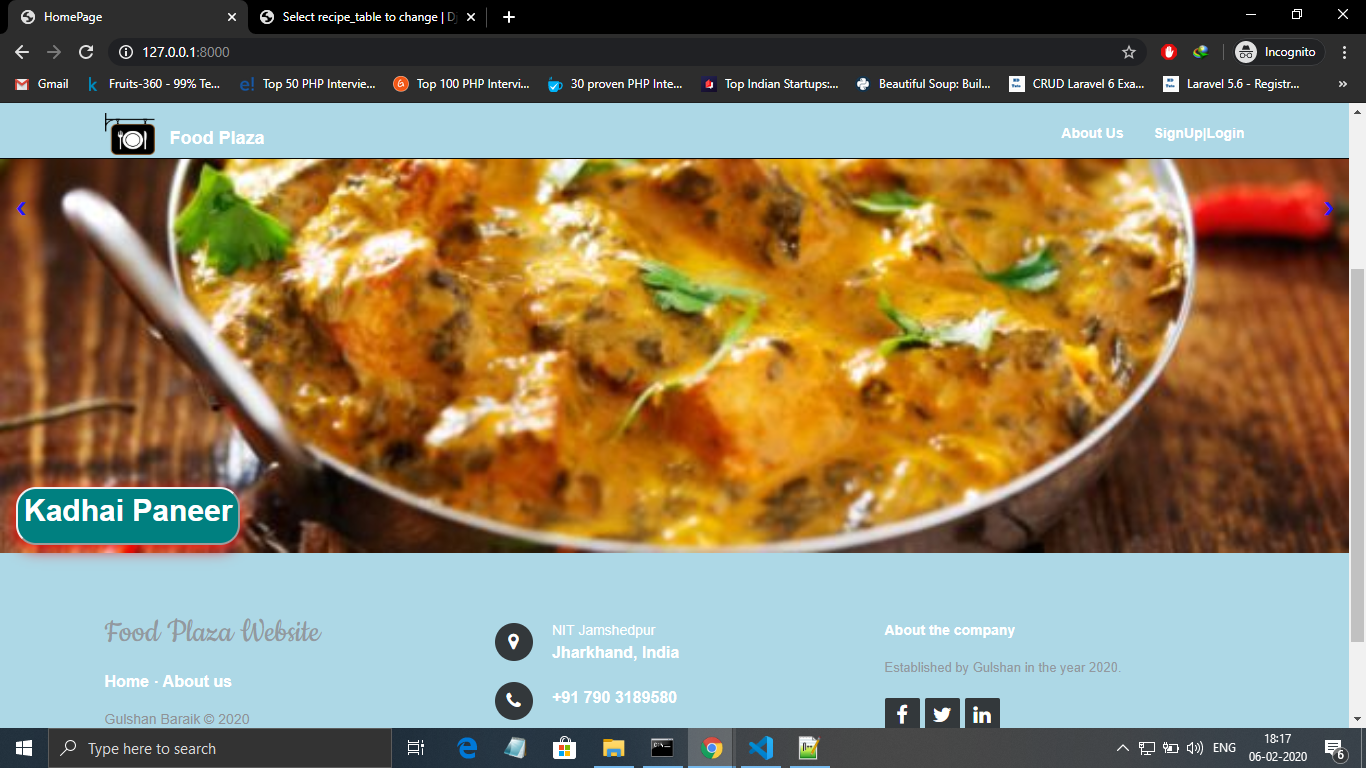 HomePage
Select recipe_table to change | Dj
127.0.0.1:8000
Incognito
Gmail
Fruits-360 - 99% Te...
Top 50 PHP Intervie...
Top 100 PHP Intervi...
30 proven PHP Inte...
Top Indian Startups:...
Beautiful Soup: Buil...
CRUD Laravel 6 Exa...
Laravel 5.6 - Registr...
Food Plaza
About Us
SignUp|Login
Kadhai Paneer
Food Plaza Website
Home · About us
Gulshan Baraik © 2020
NIT Jamshedpur
Jharkhand, India
+91 790 3189580
About the company
Established by Gulshan in the year 2020.
Type here to search
ENG
18:17
06-02-2020
6